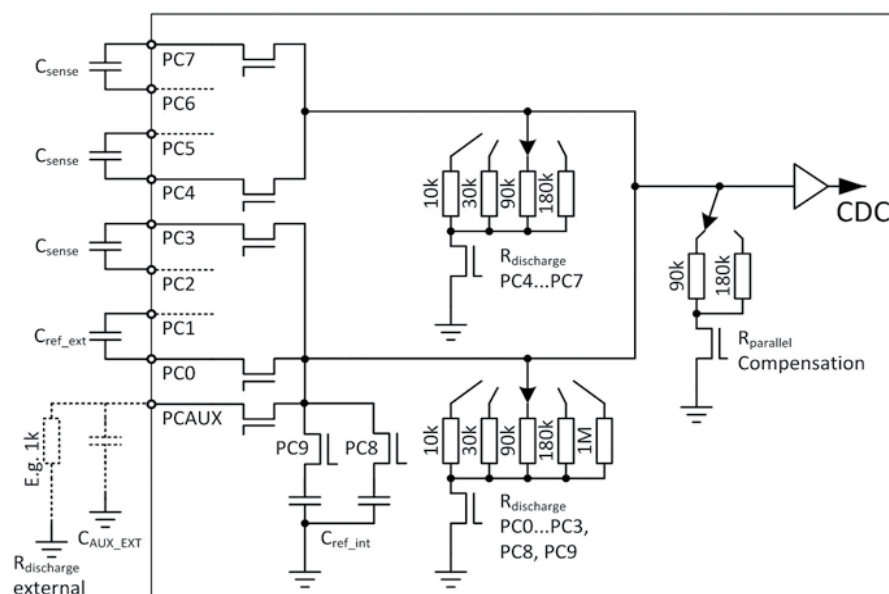 C_sense
PC7
PC6
C_sense
PC5
PC4
C_sense
PC3
PC2
C_ref_ext
PC1
PC0
PCAUX
E.g. 1k
R_discharge
external
C_AUX_EXT
PC9
PC8
C_ref_int
10k
30k
90k
180k
R_discharge
PC4...PC7
10k
30k
90k
180k
1M
R_discharge
PC0...PC3,
PC8, PC9
90k
180k
R_parallel
Compensation
CDC